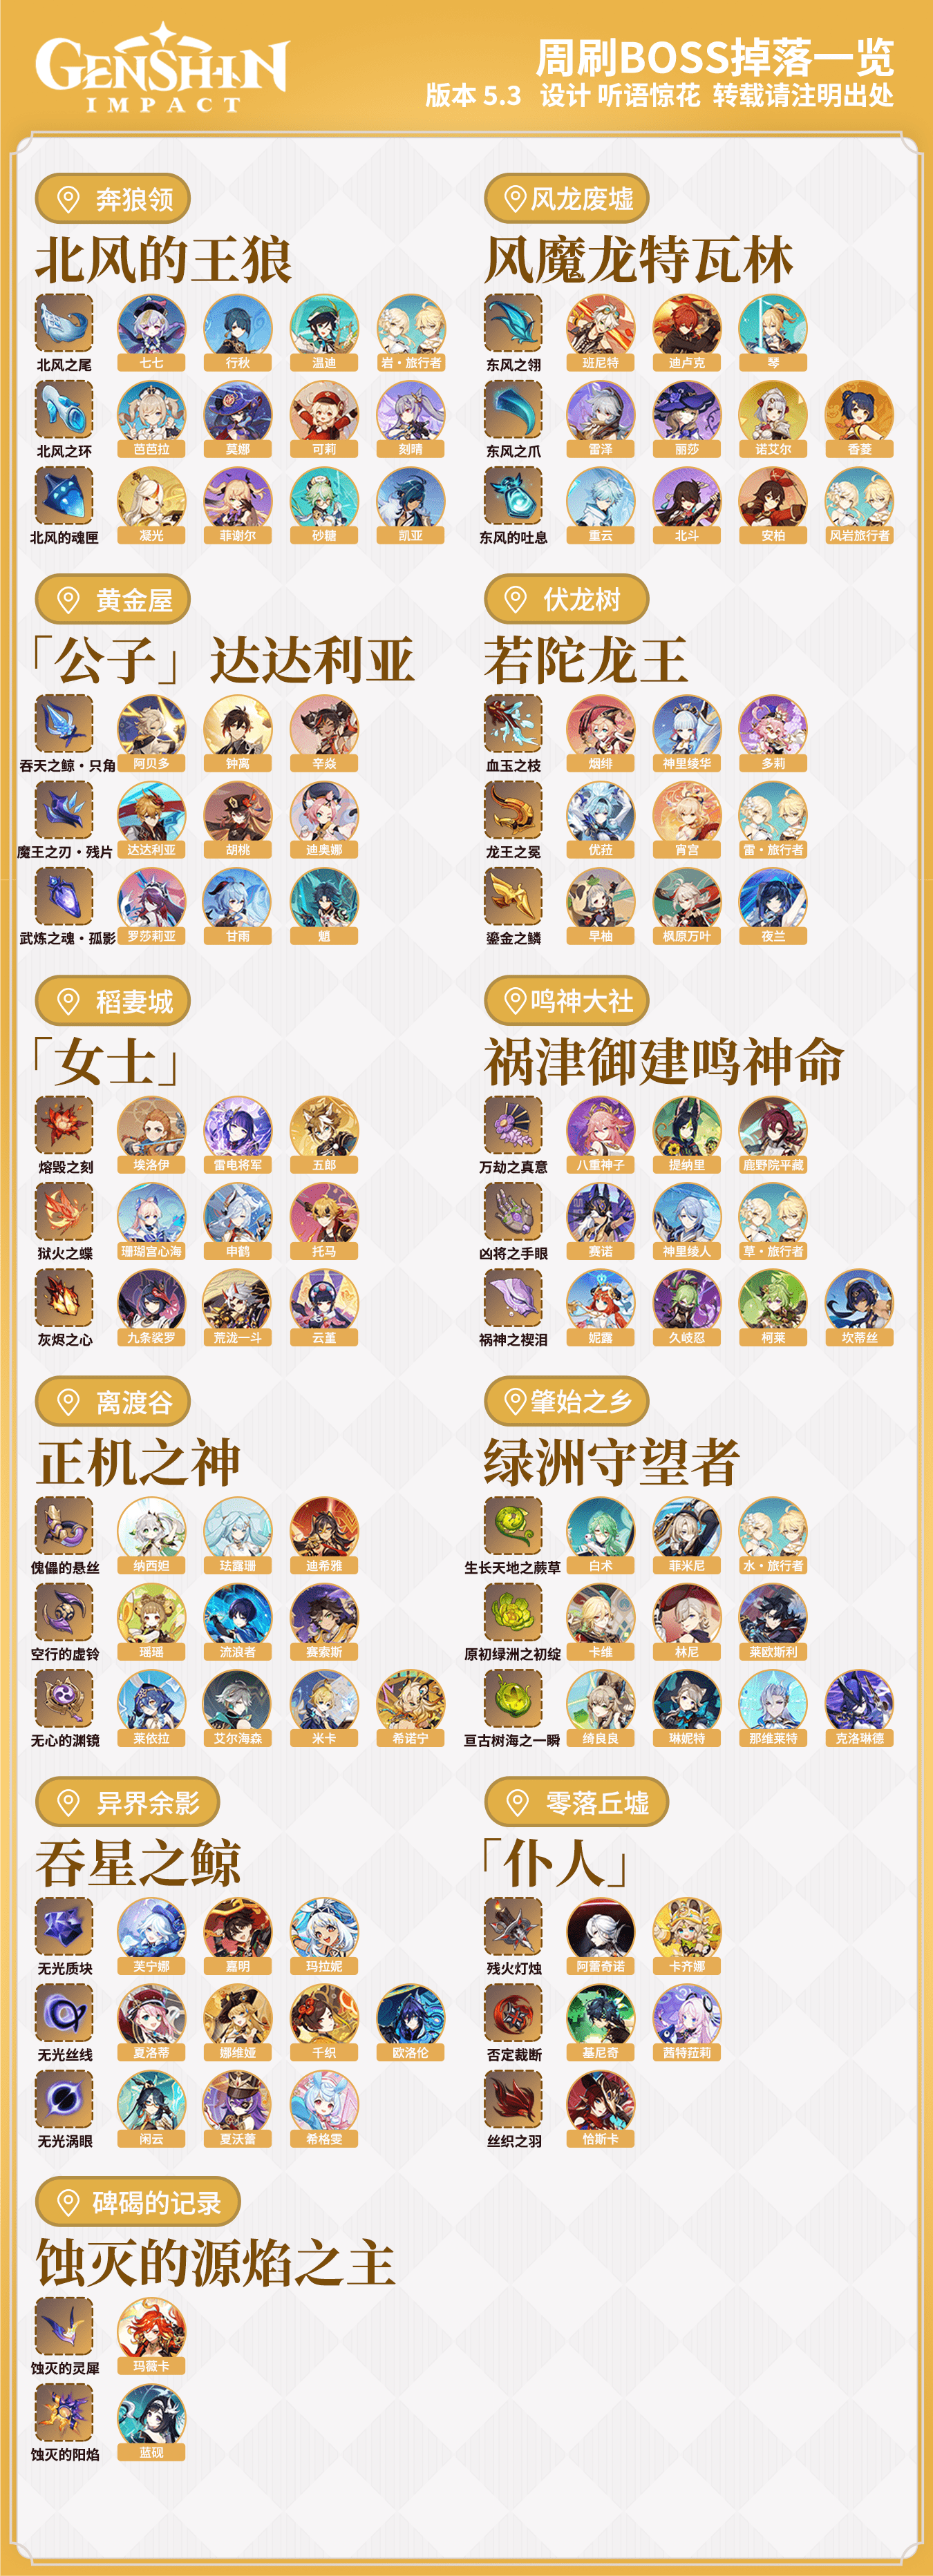 GENSHIN
IMPACT
周刷BOSS掉落一览
版本 5.3 设计 听语惊花 转载请注明出处
奔狼领
北风的王狼
北风之尾
七七 行秋 温迪 岩·旅行者
北风之环
芭芭拉 莫娜 可莉 刻晴
北风的魂匣
凝光 菲谢尔 砂糖 凯亚
风龙废墟
风魔龙特瓦林
东风之翎
班尼特 迪卢克 琴
东风之爪
雷泽 丽莎 诺艾尔 香菱
东风的吐息
重云 北斗 安柏 风岩旅行者
黄金屋
「公子」达达利亚
吞天之鲸·只角
阿贝多 钟离 辛焱
魔王之刃·残片
达达利亚 胡桃 迪奥娜
武炼之魂·孤影
罗莎莉亚 甘雨 魈
伏龙树
若陀龙王
血玉之枝
烟绯 神里绫华 多莉
龙王之冕
优菈 宵宫 雷·旅行者
鎏金之鳞
早柚 枫原万叶 夜兰
稻妻城
「女士」
熔毁之刻
埃洛伊 雷电将军 五郎
狱火之蝶
珊瑚宫心海 申鹤 托马
灰烬之心
九条裟罗 荒泷一斗 云堇
鸣神大社
祸津御建鸣神命
万劫之真意
八重神子 提纳里 鹿野院平藏
凶将之手眼
赛诺 神里绫人 草·旅行者
祸神之禊泪
妮露 久岐忍 柯莱 坎蒂丝
离渡谷
正机之神
傀儡的悬丝
纳西妲 珐露珊 迪希雅
空行的虚铃
瑶瑶 流浪者 赛索斯
无心的渊镜
莱依拉 艾尔海森 米卡 希诺宁
肇始之乡
绿洲守望者
生长天地之蕨草
白术 菲米尼 水·旅行者
原初绿洲之初绽
卡维 林尼 莱欧斯利
亘古树海之一瞬
绮良良 琳妮特 那维莱特 克洛琳德
异界余影
吞星之鲸
无光质块
芙宁娜 嘉明 玛拉妮
无光丝线
夏洛蒂 娜维娅 千织 欧洛伦
无光涡眼
闲云 夏沃蕾 希格雯
零落丘墟
「仆人」
残火灯烛
阿蕾奇诺 卡齐娜
否定裁断
基尼奇 茜特菈莉
丝织之羽
恰斯卡
碑碣的记录
蚀灭的源焰之主
蚀灭的灵犀
玛薇卡
蚀灭的阳焰
蓝砚